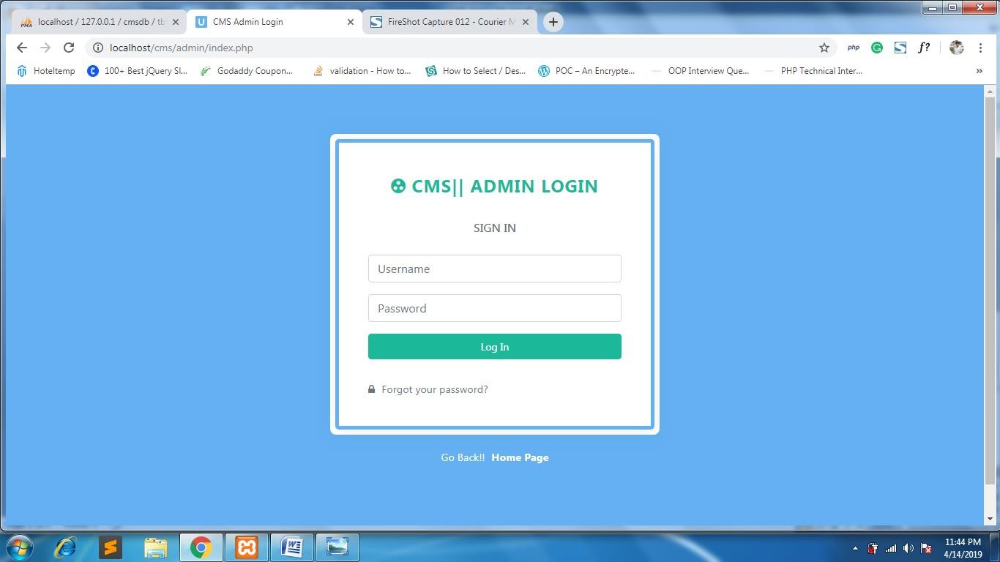 localhost / 127.0.0.1 / cmsdb / tb
CMS Admin Login
FireShot Capture 012 - Courier M
localhost/cms/admin/index.php
php
f?
Hoteltemp
100+ Best jQuery Sl...
Godaddy Coupon...
validation - How to...
How to Select / Des...
POC – An Encrypte...
OOP Interview Que...
PHP Technical Inter...
CMS|| ADMIN LOGIN
SIGN IN
Username
Password
Log In
Forgot your password?
Go Back!! Home Page
11:44 PM
4/14/2019